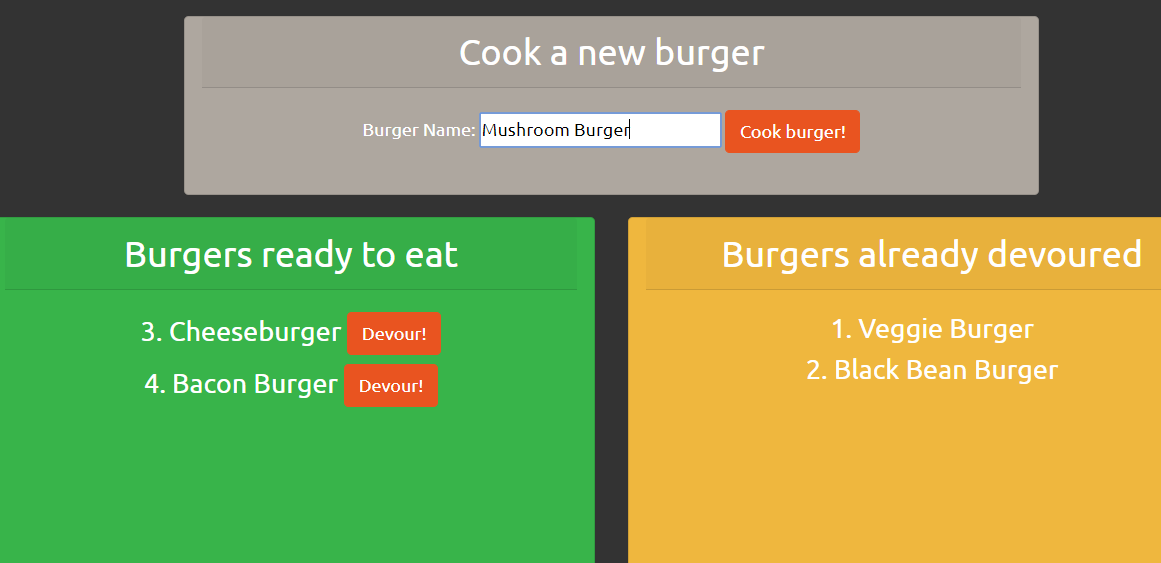 Cook a new burger
Burger Name: Mushroom Burger Cook burger!
Burgers ready to eat
3. Cheeseburger Devour!
4. Bacon Burger Devour!
Burgers already devoured
1. Veggie Burger
2. Black Bean Burger